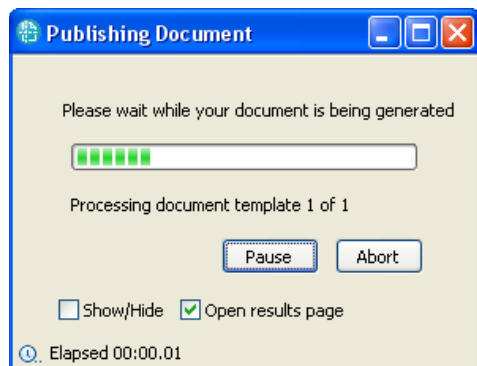 Publishing Document
Please wait while your document is being generated
Processing document template 1 of 1
Pause Abort
Show/Hide Open results page
Elapsed 00:00.01